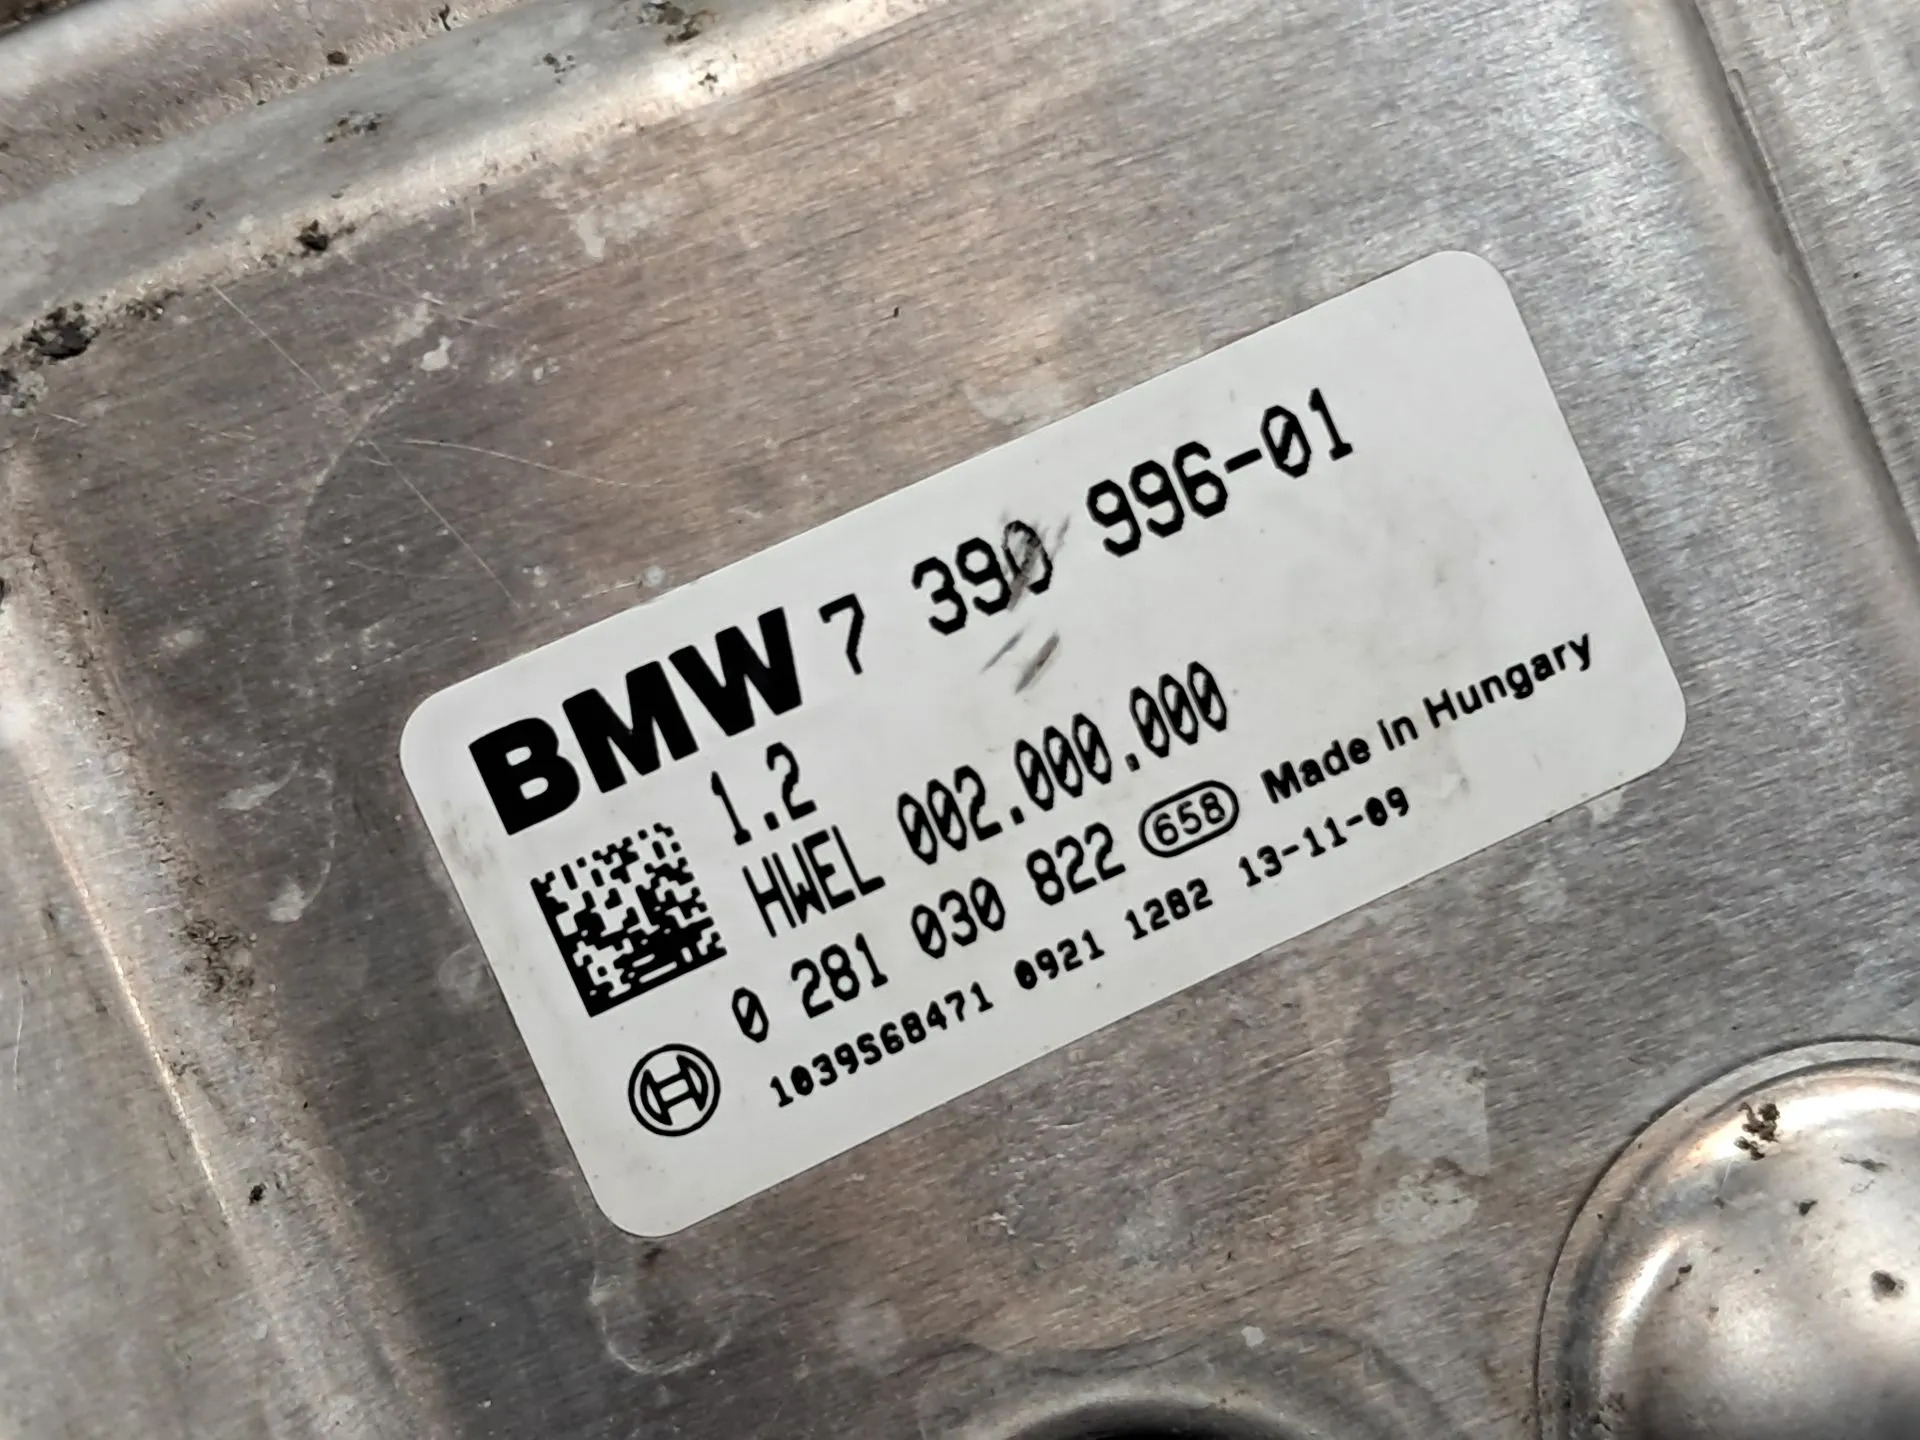 BMW 7 390 996-01
1.2
HWEL 002.000.000
0 281 030 822 658 Made in Hungary
1039S68471 0921 1282 13-11-09